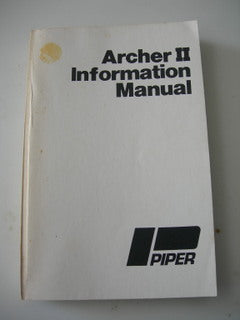 Archer II
Information
Manual
PIPER